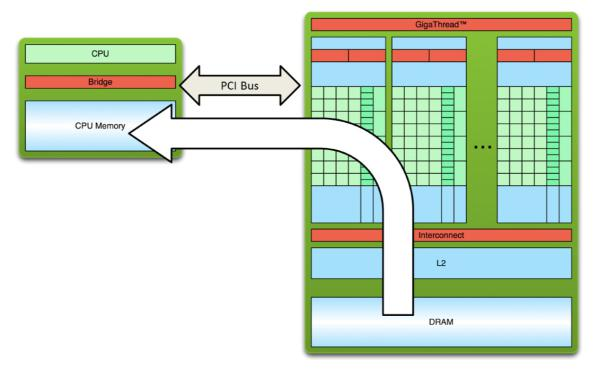 CPU
Bridge
CPU Memory
PCI Bus
GigaThread™
...
Interconnect
L2
DRAM